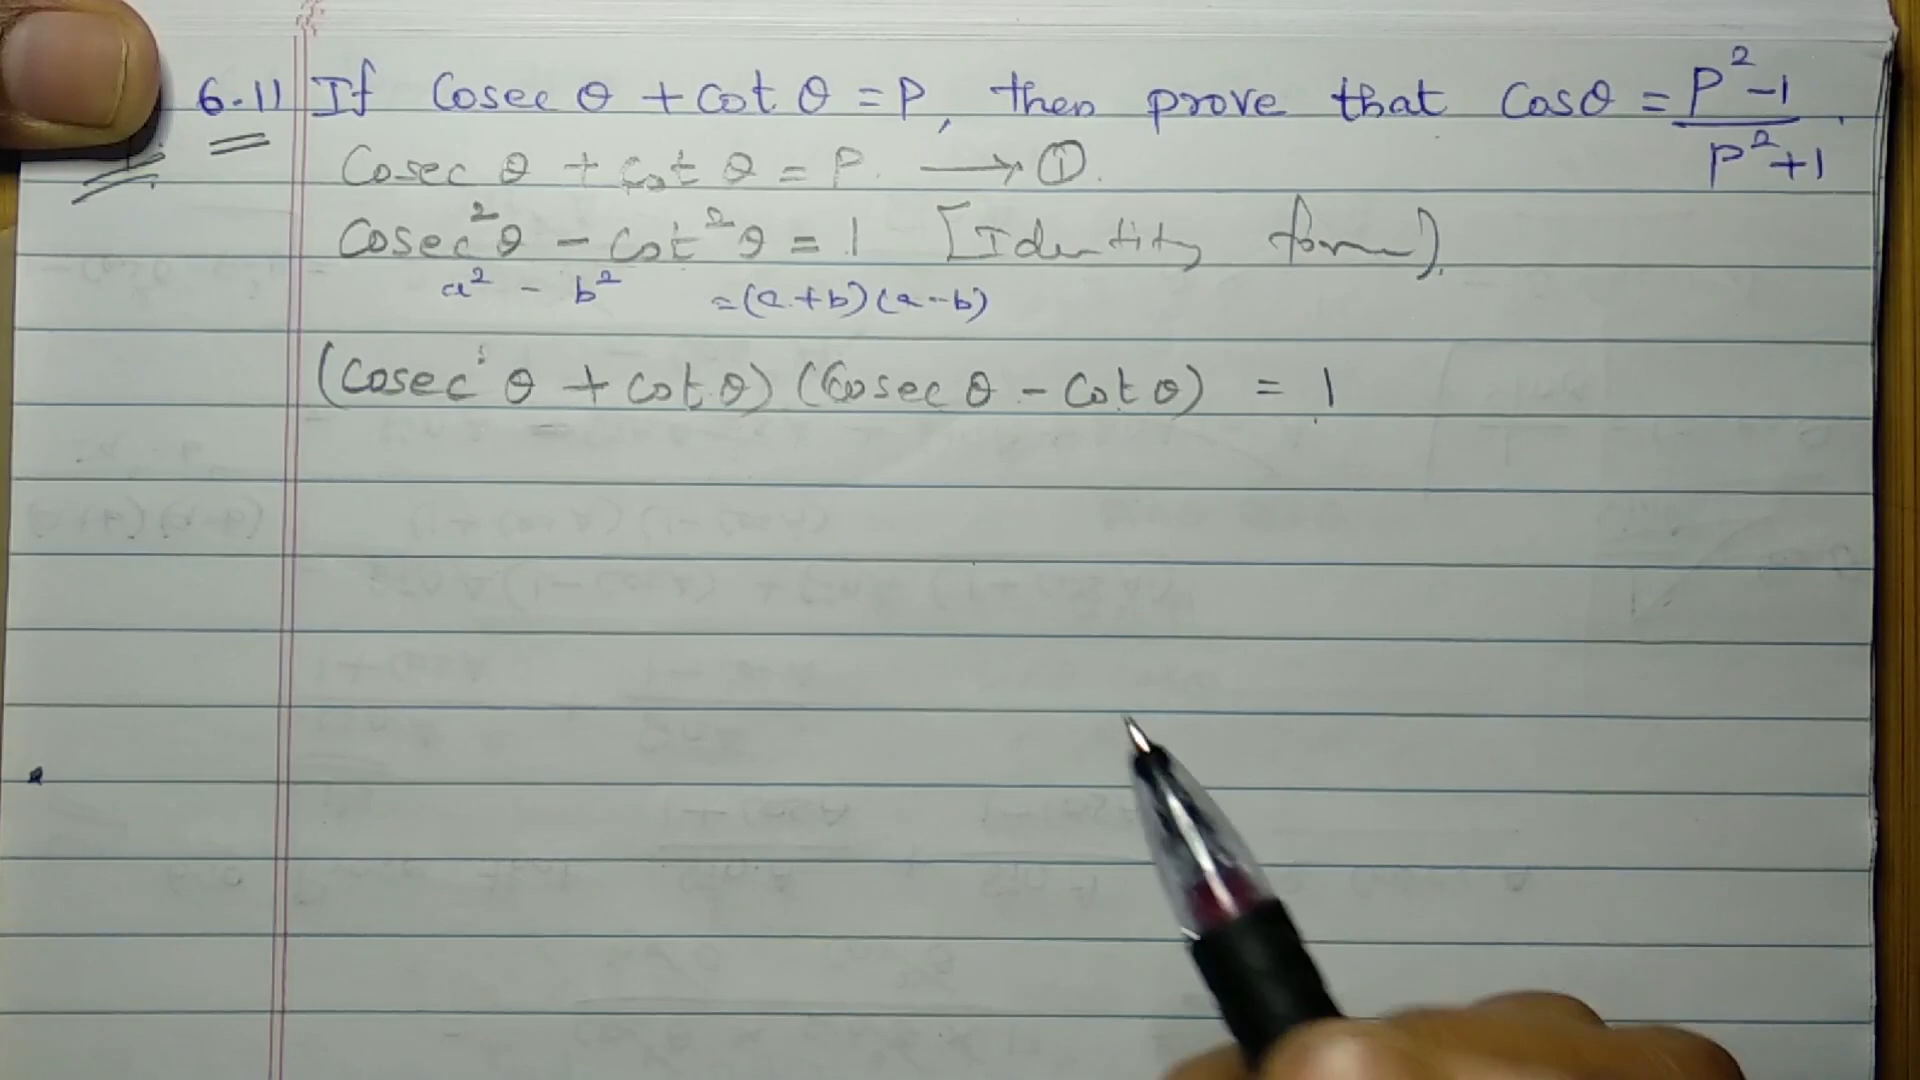 6.11 If Cosec θ + cot θ = P, then prove that Cosθ = P²-1 / P²+1.
Cosec θ + cot θ = P. → ①.
Cosec²θ - cot²θ = 1 [Identity form].
a² - b² = (a+b)(a-b)
(Cosec θ + cot θ) (Cosec θ - Cot θ) = 1